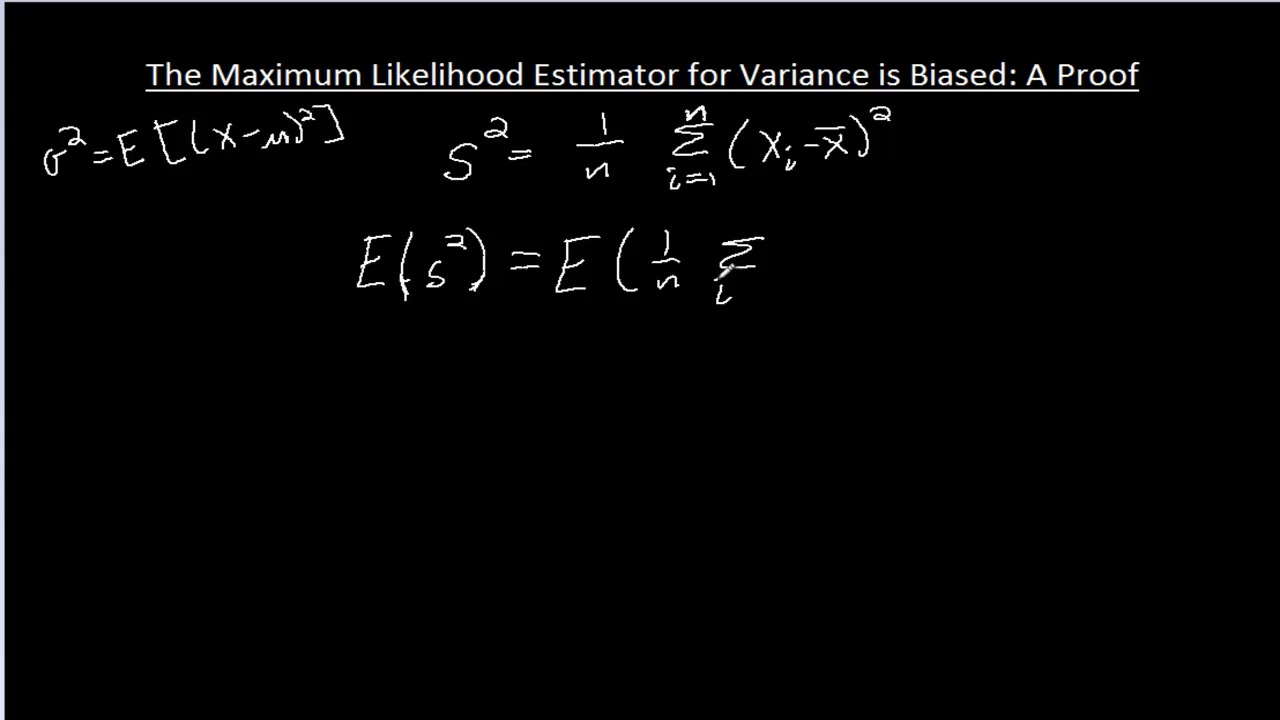 The Maximum Likelihood Estimator for Variance is Biased: A Proof
σ² = E[(X-μ)²] S² = 1/n Σ_{i=1}^{n} (X_i - X̄)²
E(S²) = E(1/n Σ_i